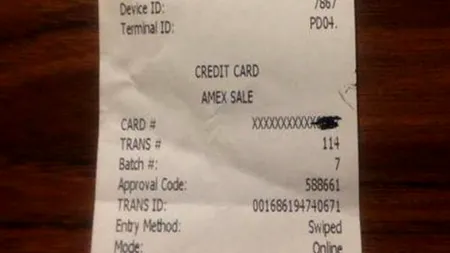 Device ID: 7867
Terminal ID: PD04.
CREDIT CARD
AMEX SALE
CARD # XXXXXXXXXXX
TRANS # 114
Batch #: 7
Approval Code: 588661
TRANS ID: 001686194740671
Entry Method: Swiped
Mode: Online